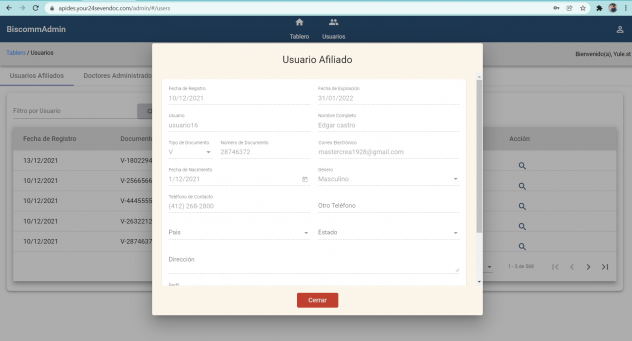 apides.your24sevendoc.com/admin/#/users
BiscommAdmin
Tablero
Usuarios
Tablero / Usuarios
Bienvenido(a), Yule.st
Usuarios Afiliados
Doctores Administrado
Filtro por Usuario
Fecha de Registro
Documento
Acción
13/12/2021
V-1802294
10/12/2021
V-2566566
10/12/2021
V-4445555
10/12/2021
V-2632212
10/12/2021
V-2874637
1 - 5 de 566
Usuario Afiliado
Fecha de Registro
Fecha de Expiración
10/12/2021
31/01/2022
Usuario
Nombre Completo
usuario16
Edgar castro
Tipo de Documento
Número de Documento
Correo Electrónico
V
28746372
mastercrea1928@gmail.com
Fecha de Nacimiento
Género
1/12/2021
Masculino
Teléfono de Contacto
(412) 268-2800
Otro Teléfono
País
Estado
Dirección
Cerrar